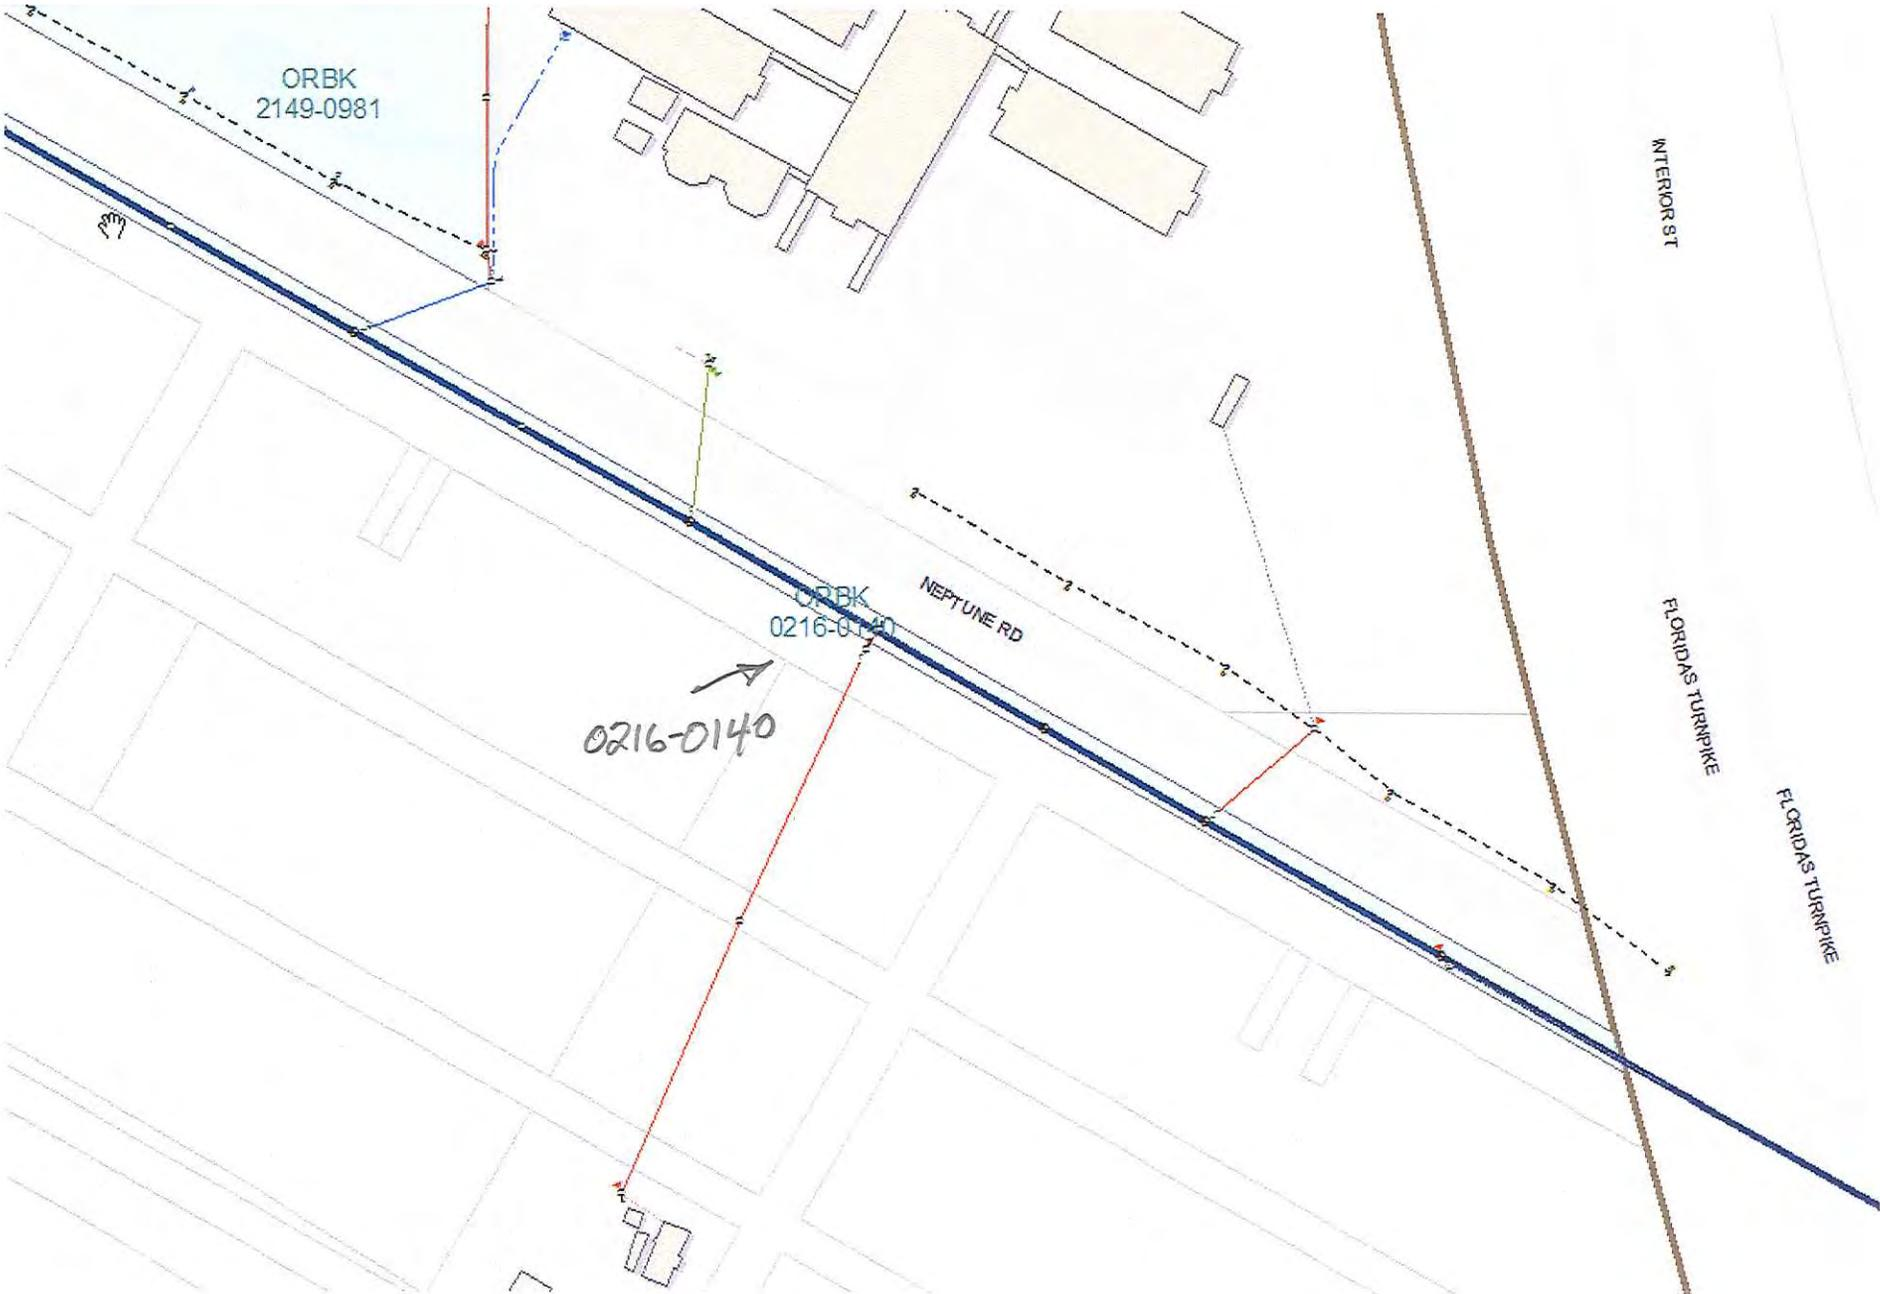 ORBK
2149-0981
INTERIOR ST
ORBK
0216-0140
NEPTUNE RD
0216-0140
FLORIDAS TURNPIKE
FLORIDAS TURNPIKE